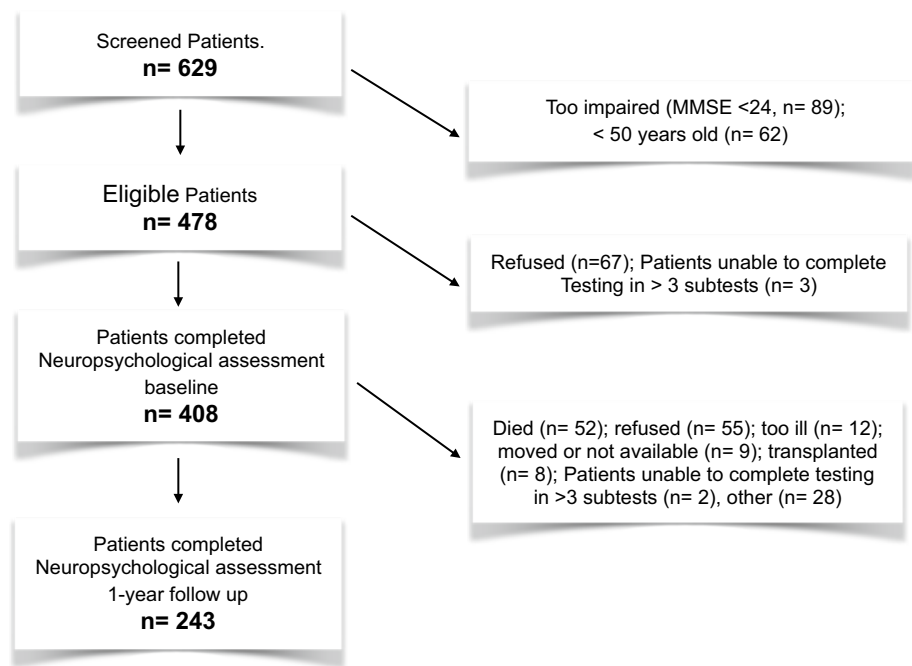 Screened Patients.
n= 629
Too impaired (MMSE <24, n= 89);
< 50 years old (n= 62)
Eligible Patients
n= 478
Refused (n=67); Patients unable to complete
Testing in > 3 subtests (n= 3)
Patients completed
Neuropsychological assessment
baseline
n= 408
Died (n= 52); refused (n= 55); too ill (n= 12);
moved or not available (n= 9); transplanted
(n= 8); Patients unable to complete testing
in >3 subtests (n= 2), other (n= 28)
Patients completed
Neuropsychological assessment
1-year follow up
n= 243